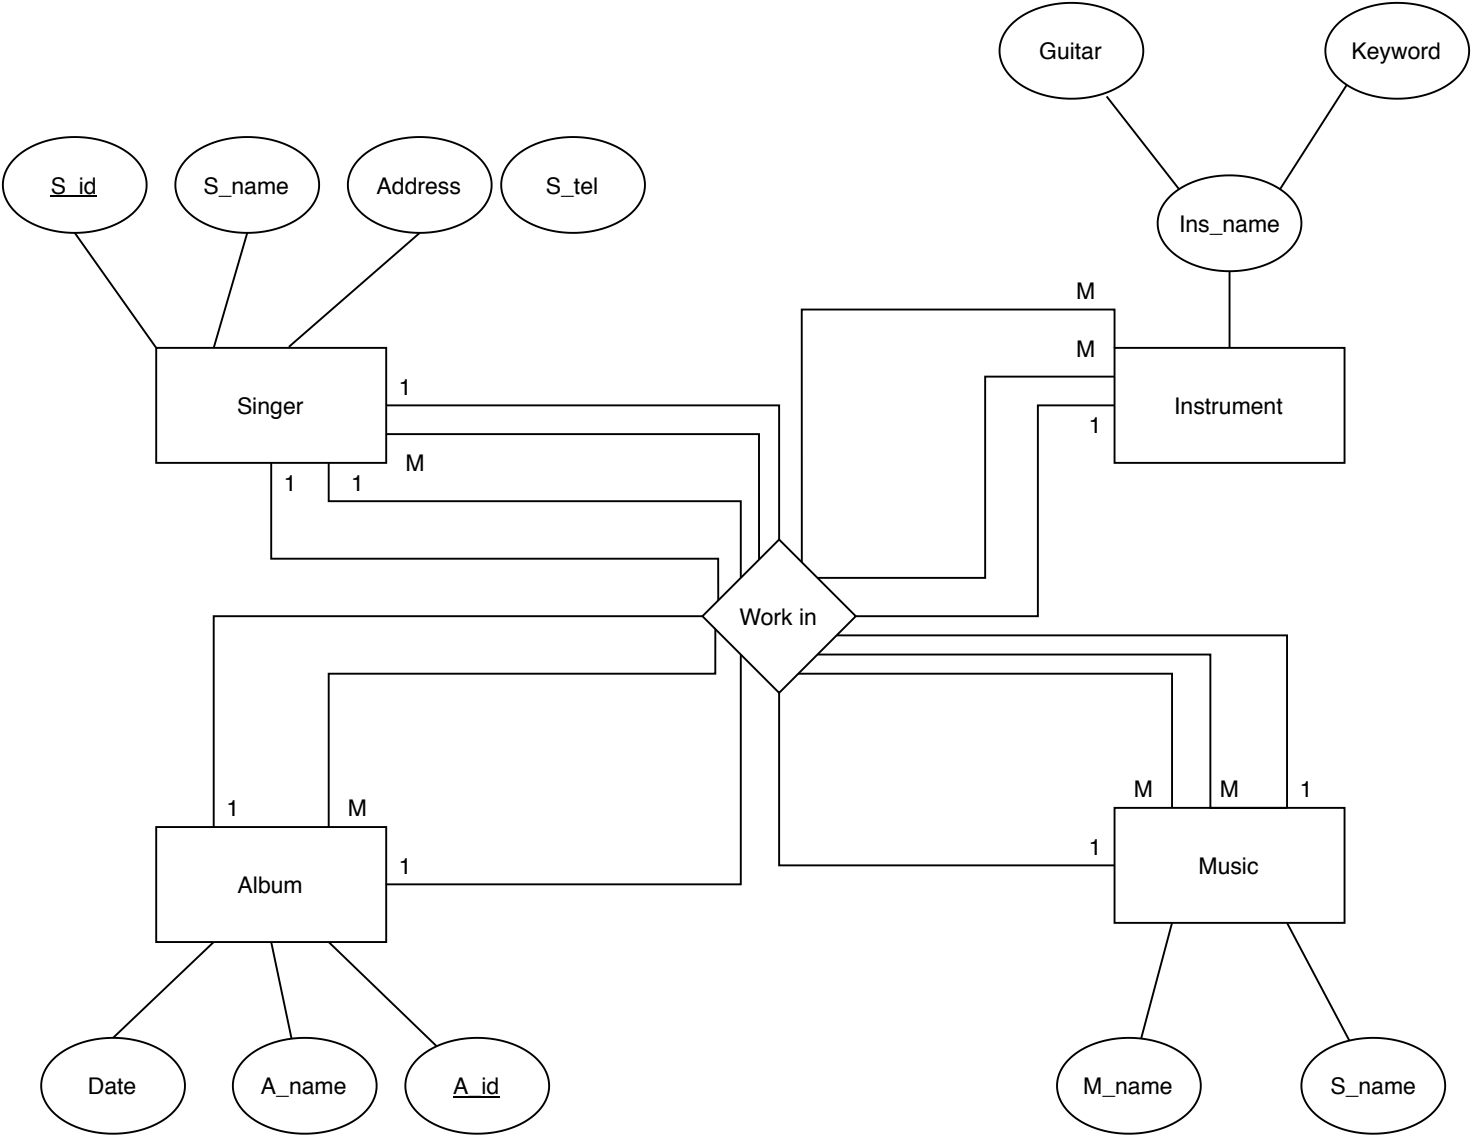 Guitar
Keyword
S_id
S_name
Address
S_tel
Ins_name
M
M
1
Singer
Instrument
1
M
1
1
Work in
M
M
1
1
M
1
1
Music
Album
Date
A_name
A_id
M_name
S_name